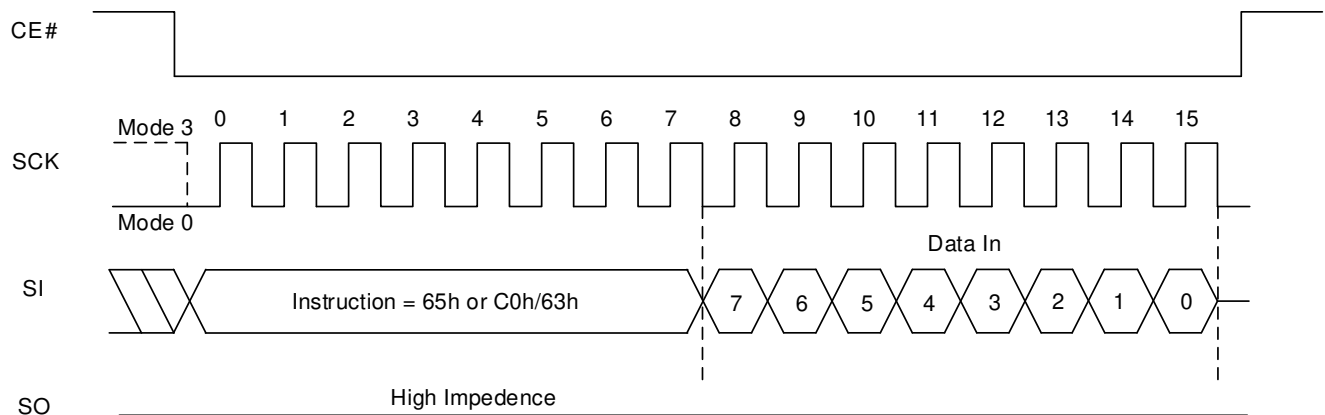 CE#
0 1 2 3 4 5 6 7 8 9 10 11 12 13 14 15
Mode 3
SCK
Mode 0
Data In
SI
Instruction = 65h or C0h/63h
7 6 5 4 3 2 1 0
High Impedence
SO